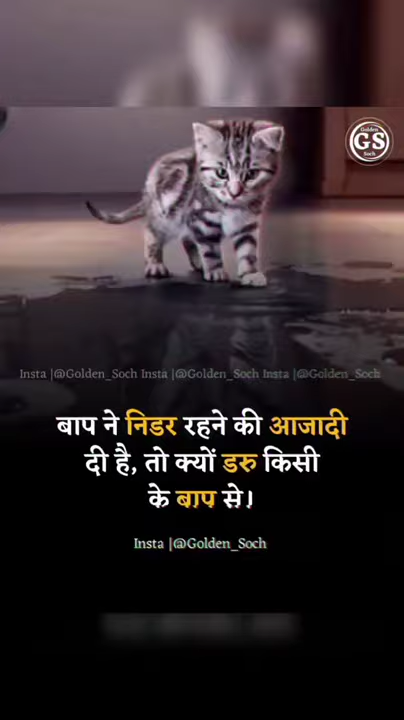 Golden
GS
Soch
Insta |@Golden_Soch Insta |@Golden_Soch Insta |@Golden_Soch
बाप ने निडर रहने की आजादी
दी है, तो क्यों डरु किसी
के बाप से।
Insta |@Golden_Soch